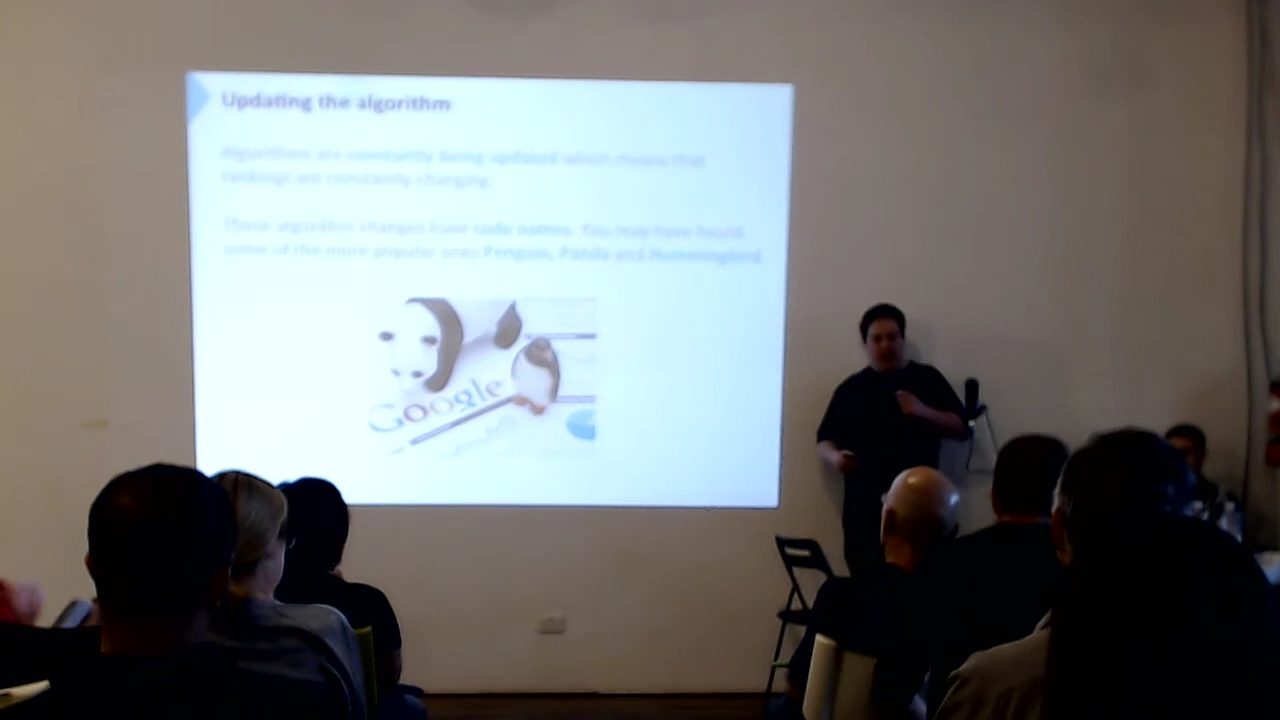 Updating the algorithm
Algorithms are constantly being updated which means that
rankings are constantly changing.
These algorithm changes have code names. You may have heard
some of the more popular ones Penguin, Panda and Hummingbird.
Google